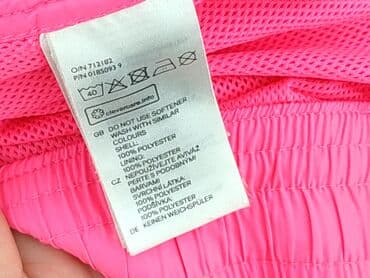 O/N 712182
P/N 0185093 9
40
clevercare.info
GB DO NOT USE SOFTENER
WASH WITH SIMILAR
COLOURS
SHELL:
100% POLYESTER
LINING:
100% POLYESTER
CZ NEPOUŽÍVEJTE AVIVÁŽ
PERTE S PODOBNÝMI
BARVAMI
SVRCHNÍ LÁTKA:
100% POLYESTER
PODŠÍVKA:
100% POLYESTER
DE KEINEN WEICHSPÜLER